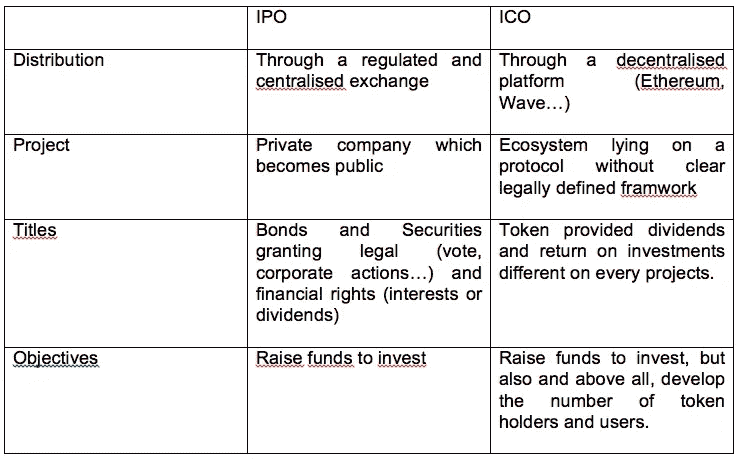 IPO
ICO
Distribution
Through a regulated and
centralised exchange
Through a decentralised
platform (Ethereum,
Wave…)
Project
Private company which
becomes public
Ecosystem lying on a
protocol without clear
legally defined framwork
Titles
Bonds and Securities
granting legal (vote,
corporate actions…) and
financial rights (interests or
dividends)
Token provided dividends
and return on investments
different on every projects.
Objectives
Raise funds to invest
Raise funds to invest, but
also and above all, develop
the number of token
holders and users.